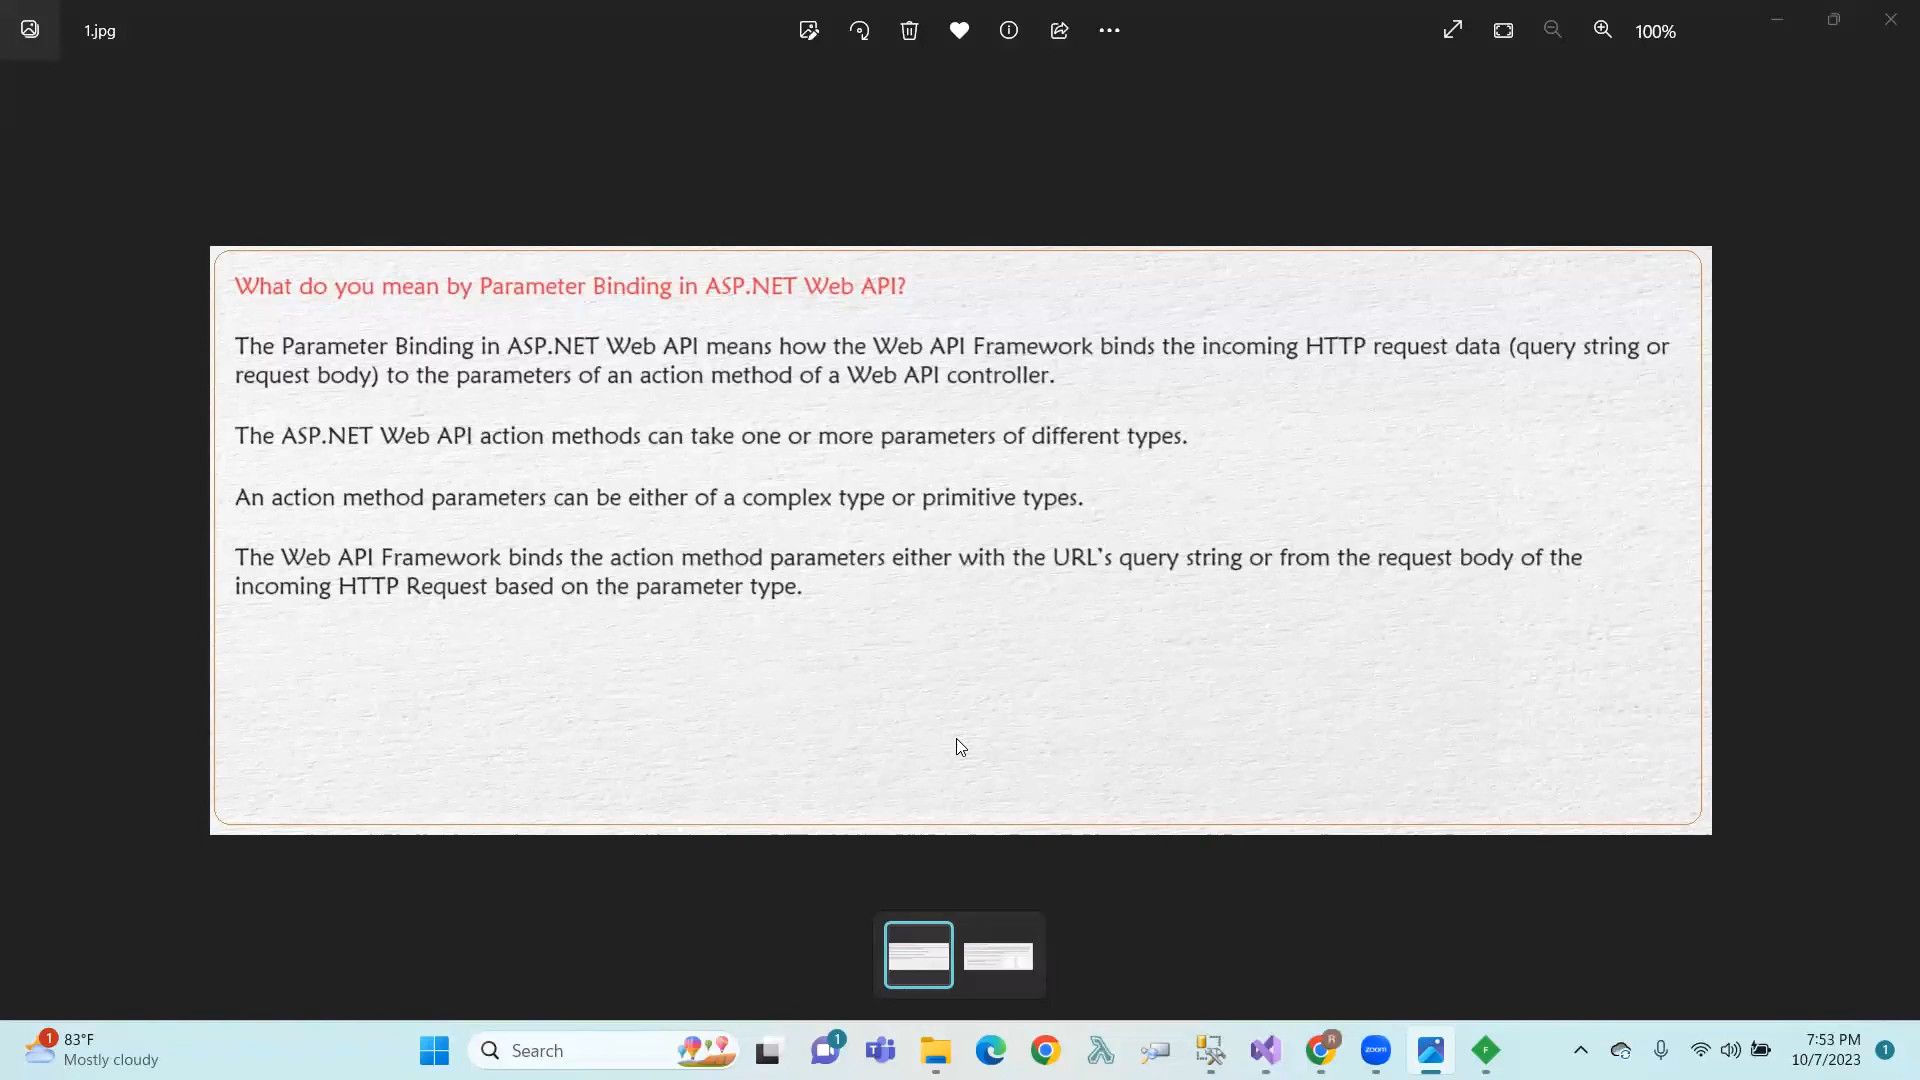 1.jpg
100%
What do you mean by Parameter Binding in ASP.NET Web API?
The Parameter Binding in ASP.NET Web API means how the Web API Framework binds the incoming HTTP request data (query string or
request body) to the parameters of an action method of a Web API controller.
The ASP.NET Web API action methods can take one or more parameters of different types.
An action method parameters can be either of a complex type or primitive types.
The Web API Framework binds the action method parameters either with the URL's query string or from the request body of the
incoming HTTP Request based on the parameter type.
1
83°F
Mostly cloudy
Search
1
R
zoom
F
7:53 PM
10/7/2023
1